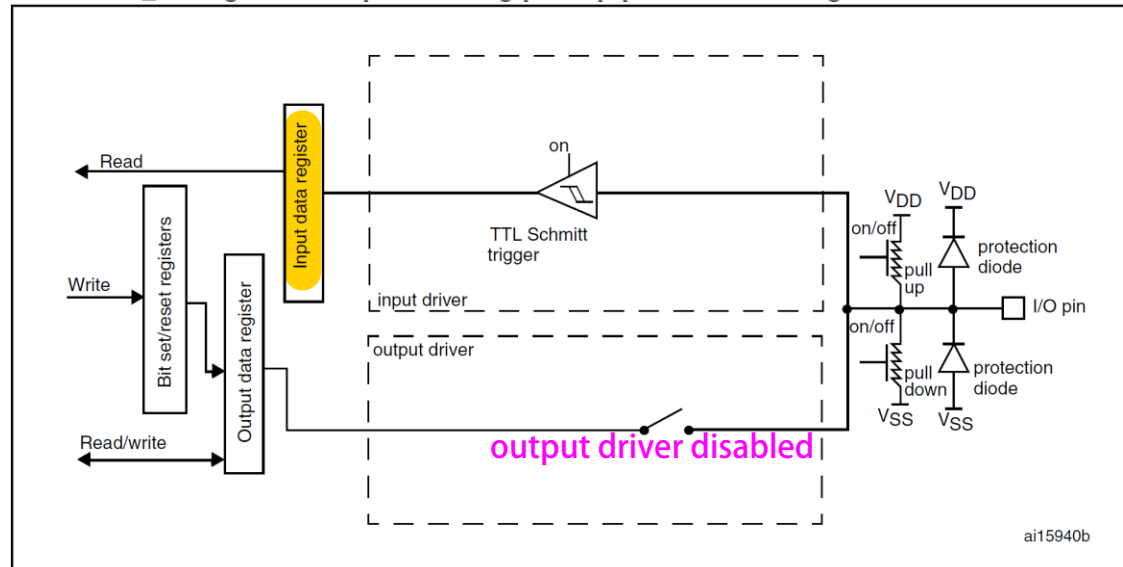 Read
Input data register
on
TTL Schmitt
trigger
input driver
Write
Bit set/reset registers
Output data register
Read/write
output driver
output driver disabled
VDD
VDD
on/off
pull
up
protection
diode
I/O pin
on/off
pull
down
protection
diode
VSS
VSS
ai15940b